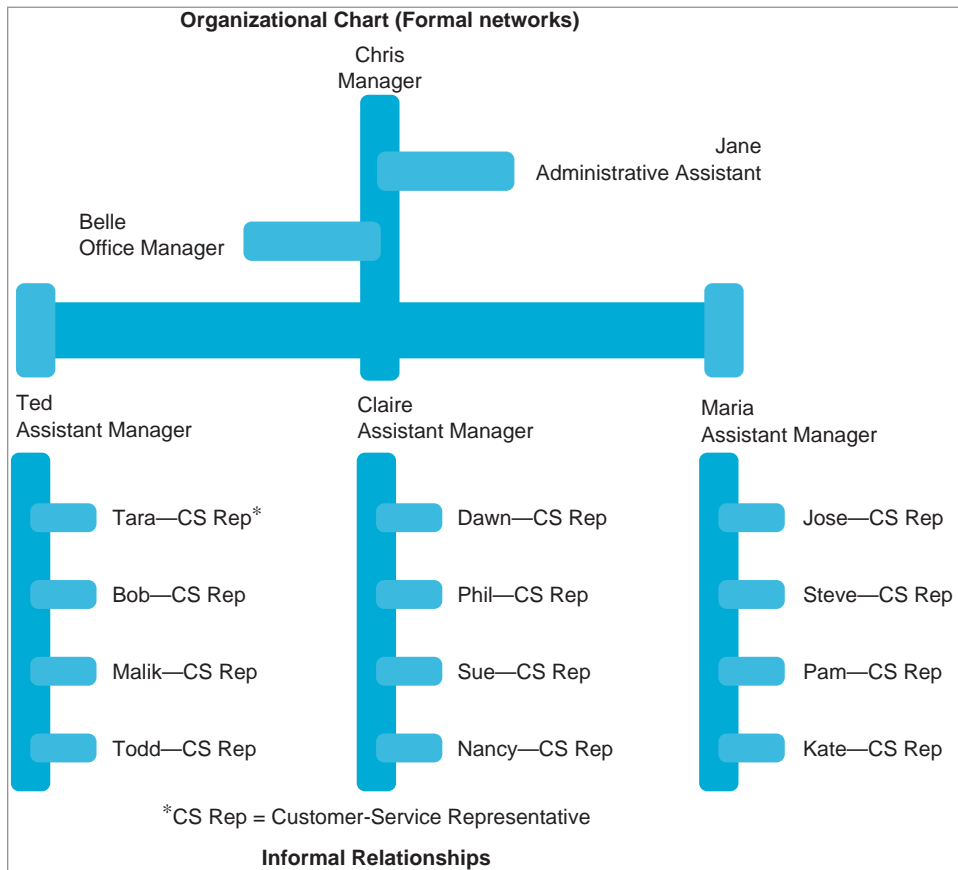 Organizational Chart (Formal networks)
Chris
Manager
Jane
Administrative Assistant
Belle
Office Manager
Ted
Assistant Manager
Claire
Assistant Manager
Maria
Assistant Manager
Tara—CS Rep*
Bob—CS Rep
Malik—CS Rep
Todd—CS Rep
Dawn—CS Rep
Phil—CS Rep
Sue—CS Rep
Nancy—CS Rep
Jose—CS Rep
Steve—CS Rep
Pam—CS Rep
Kate—CS Rep
*CS Rep = Customer-Service Representative
Informal Relationships